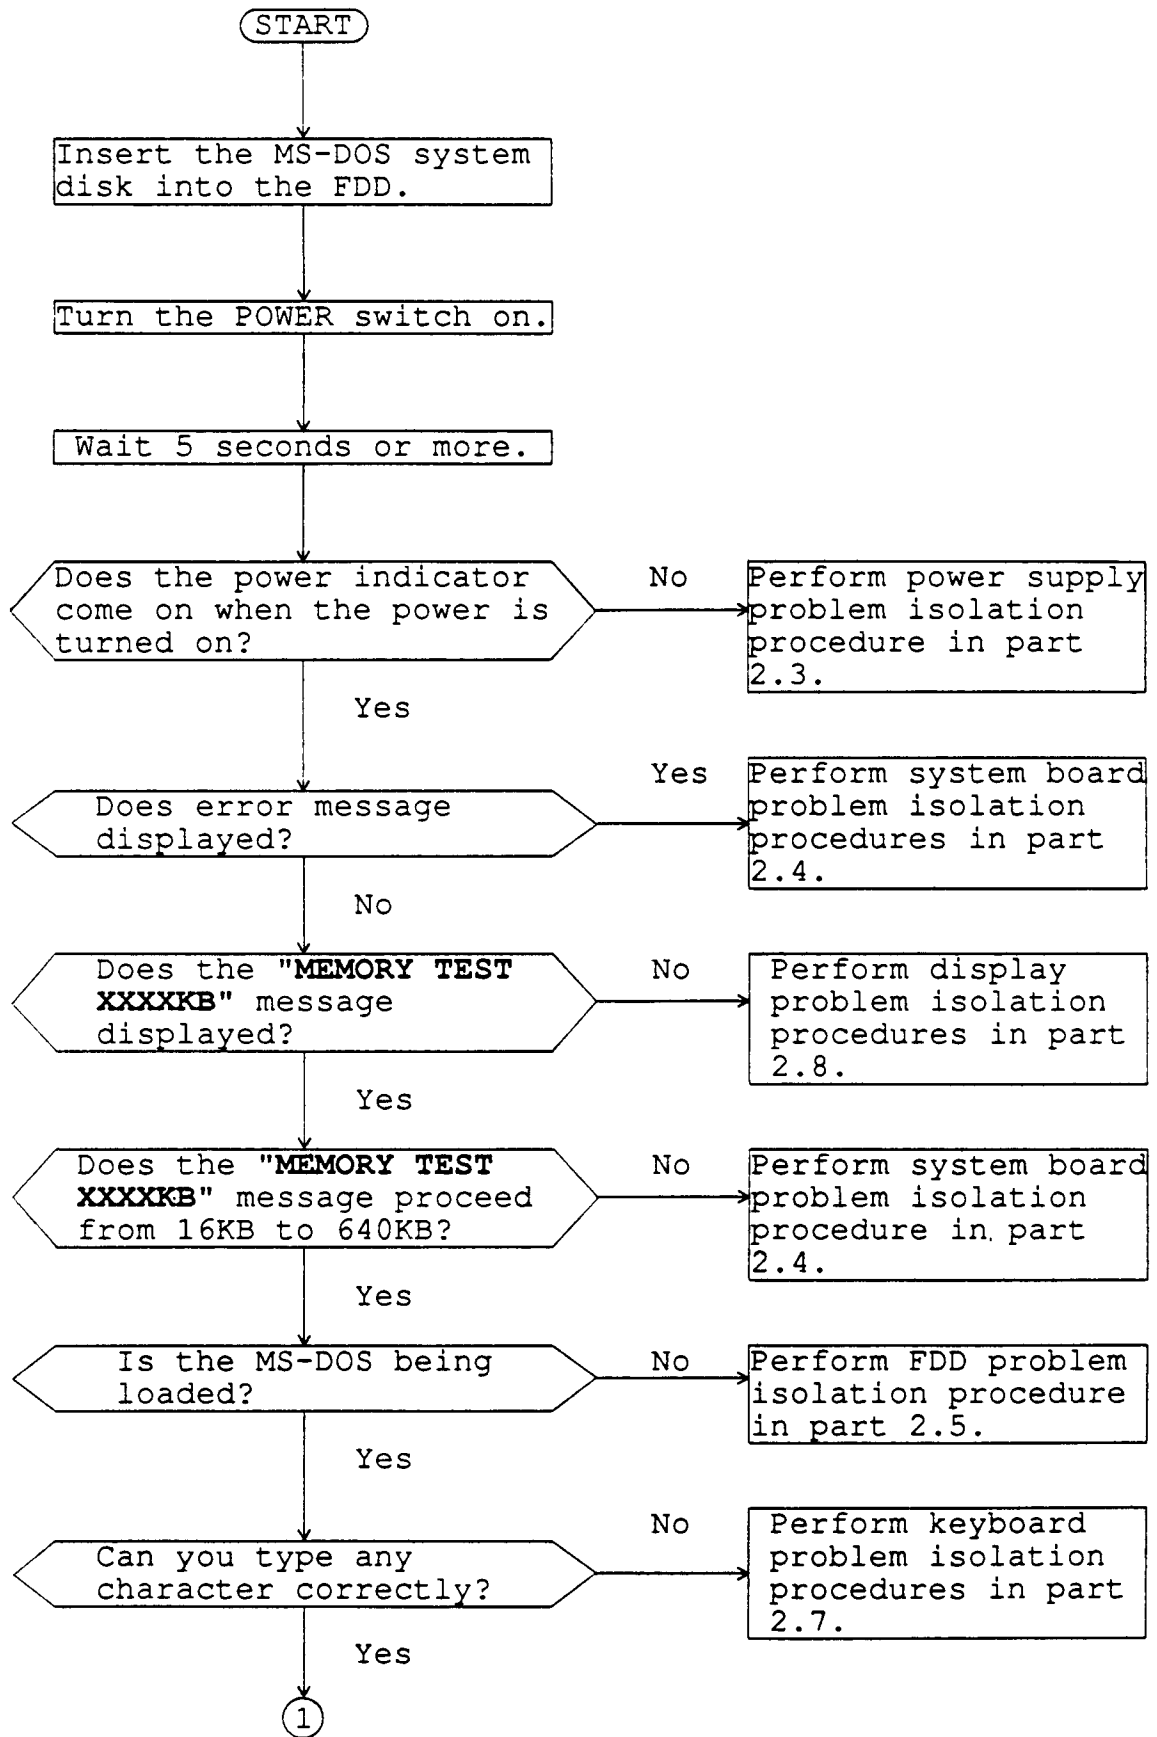 START
Insert the MS-DOS system
disk into the FDD.
Turn the POWER switch on.
Wait 5 seconds or more.
Does the power indicator
come on when the power is
turned on?
No
Perform power supply
problem isolation
procedure in part
2.3.
Yes
Does error message
displayed?
Yes
Perform system board
problem isolation
procedures in part
2.4.
No
Does the "MEMORY TEST
XXXXKB" message
displayed?
No
Perform display
problem isolation
procedures in part
2.8.
Yes
Does the "MEMORY TEST
XXXXKB" message proceed
from 16KB to 640KB?
No
Perform system board
problem isolation
procedure in part
2.4.
Yes
Is the MS-DOS being
loaded?
No
Perform FDD problem
isolation procedure
in part 2.5.
Yes
Can you type any
character correctly?
No
Perform keyboard
problem isolation
procedures in part
2.7.
Yes
1